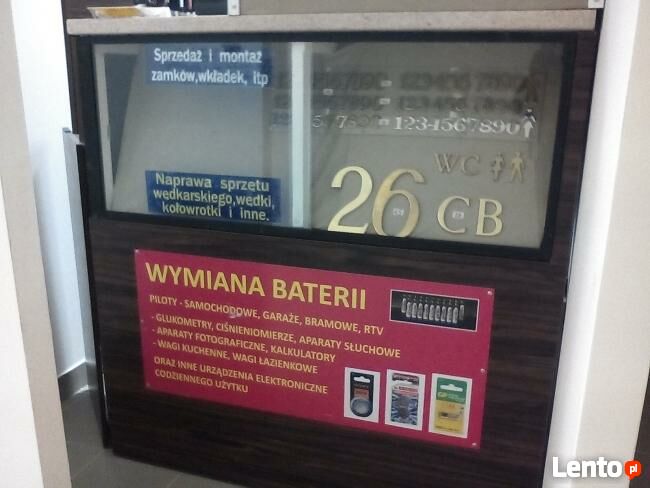 Sprzedaż i montaż
zamków,wkładek, itp
1234567890
WC
26 CB
Naprawa sprzętu
wędkarskiego,wędki,
kołowrotki i inne.
WYMIANA BATERII
PILOTY - SAMOCHODOWE, GARAŻE, BRAMOWE, RTV
- GLUKOMETRY, CIŚNIENIOMIERZE, APARATY SŁUCHOWE
- APARATY FOTOGRAFICZNE, KALKULATORY
- WAGI KUCHENNE, WAGI ŁAZIENKOWE
ORAZ INNE URZĄDZENIA ELEKTRONICZNE
CODZIENNEGO UŻYTKU
GP
Lento.pl